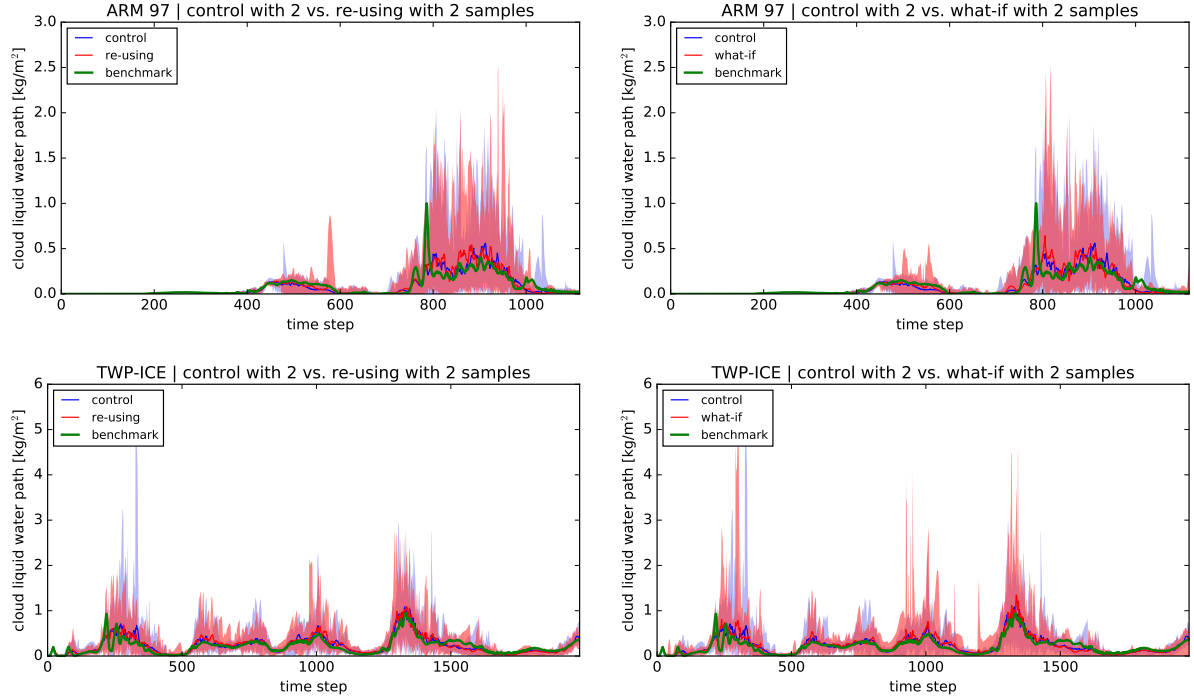 ARM 97 | control with 2 vs. re-using with 2 samples
3.0
2.5
2.0
1.5
1.0
0.5
0.0
cloud liquid water path [kg/m²]
control
re-using
benchmark
0 200 400 600 800 1000
time step
ARM 97 | control with 2 vs. what-if with 2 samples
3.0
2.5
2.0
1.5
1.0
0.5
0.0
cloud liquid water path [kg/m²]
control
what-if
benchmark
0 200 400 600 800 1000
time step
TWP-ICE | control with 2 vs. re-using with 2 samples
6
5
4
3
2
1
0
cloud liquid water path [kg/m²]
control
re-using
benchmark
0 500 1000 1500
time step
TWP-ICE | control with 2 vs. what-if with 2 samples
6
5
4
3
2
1
0
cloud liquid water path [kg/m²]
control
what-if
benchmark
0 500 1000 1500
time step